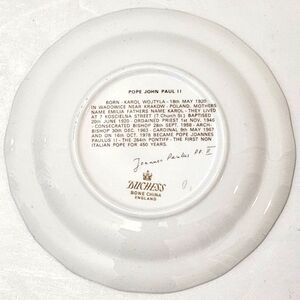 POPE JOHN PAUL II
BORN - KAROL WOJTYLA - 18th MAY 1920
IN WADOWICE NEAR KRAKOW - POLAND. MOTHERS
NAME EMILIA FATHERS NAME KAROL - THEY LIVED
AT 7 KOSCIELSKA STREET (7 Church St.) BAPTISED
20th JUNE 1920 - ORDAINED PRIEST 1st NOV. 1946
- CONSECRATED BISHOP 28th SEPT. 1958 - ARCH-
BISHOP 30th DEC. 1963 - CARDINAL 9th MAY 1967
AND ON 16th OCT. 1978 BECAME POPE JOANNES
PAULUS II - THE 264th PONTIFF - THE FIRST NON
ITALIAN POPE FOR 450 YEARS.
Joannes Paulus PP. II
DUCHESS
BONE CHINA
ENGLAND